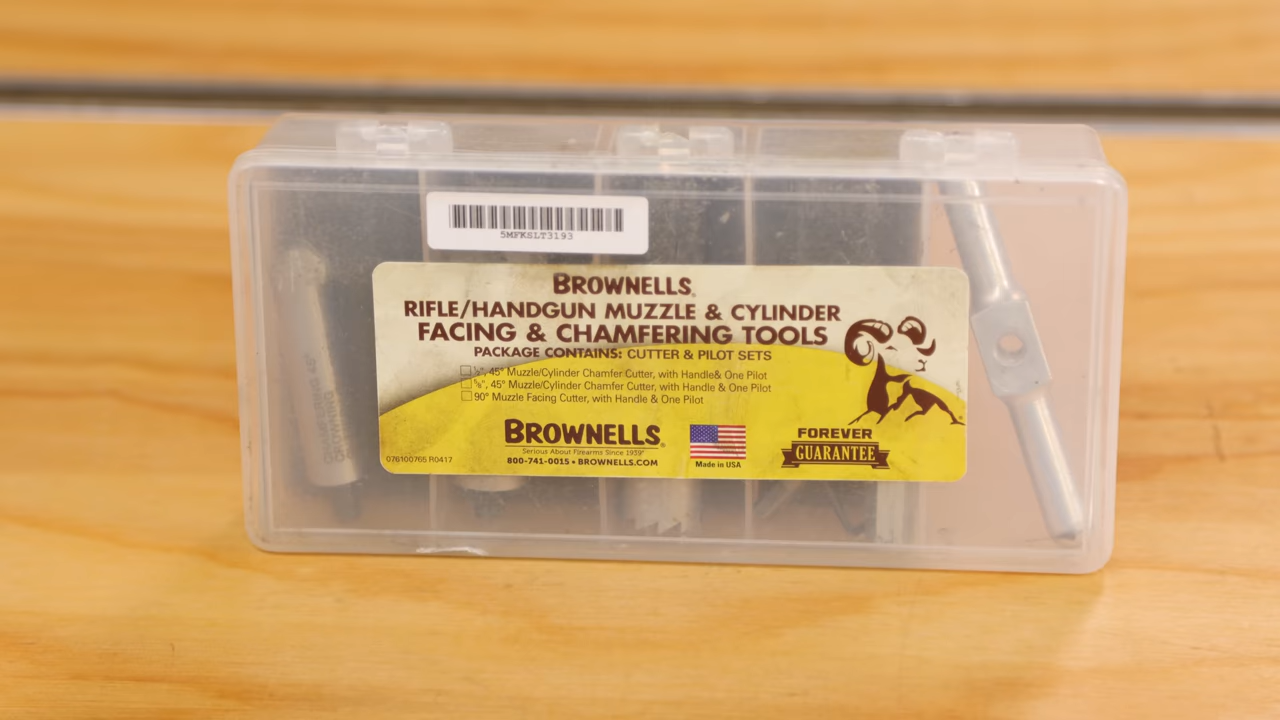 5MFKSLT3193
BROWNELLS®
RIFLE/HANDGUN MUZZLE & CYLINDER
FACING & CHAMFERING TOOLS
PACKAGE CONTAINS: CUTTER & PILOT SETS
45° Muzzle/Cylinder Chamfer Cutter, with Handle& One Pilot
45° Muzzle/Cylinder Chamfer Cutter, with Handle & One Pilot
90° Muzzle Facing Cutter, with Handle & One Pilot
BROWNELLS®
Serious About Firearms Since 1939®
800-741-0015 • BROWNELLS.COM
Made in USA
FOREVER
GUARANTEE
076100765 R0417